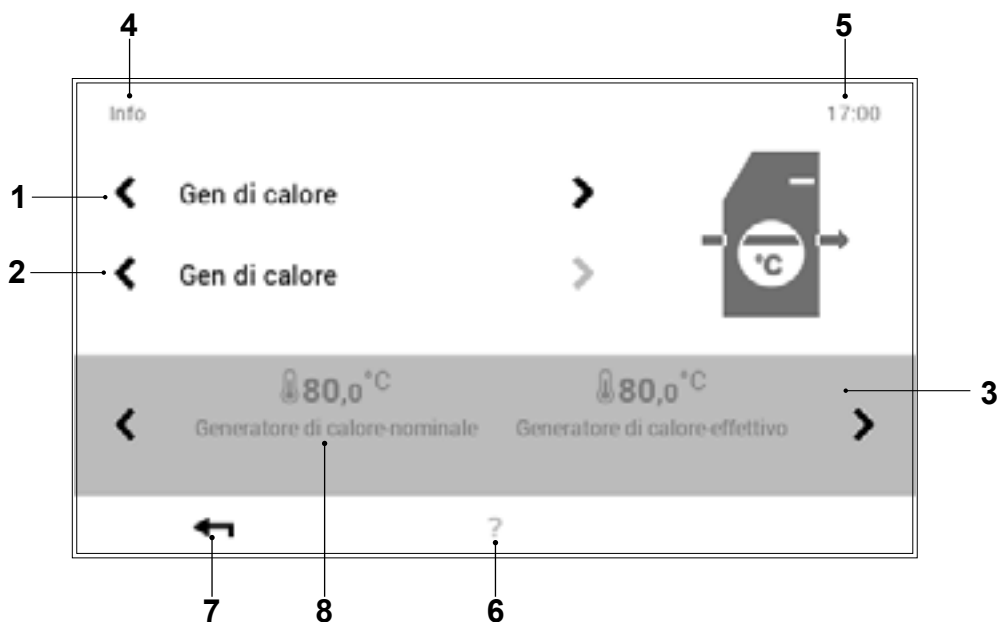 4 5
Info 17:00
1 Gen di calore
2 Gen di calore
°C
80,0°C 80,0°C
3
Generatore di calore-nominale Generatore di calore-effettivo
?
7 8 6